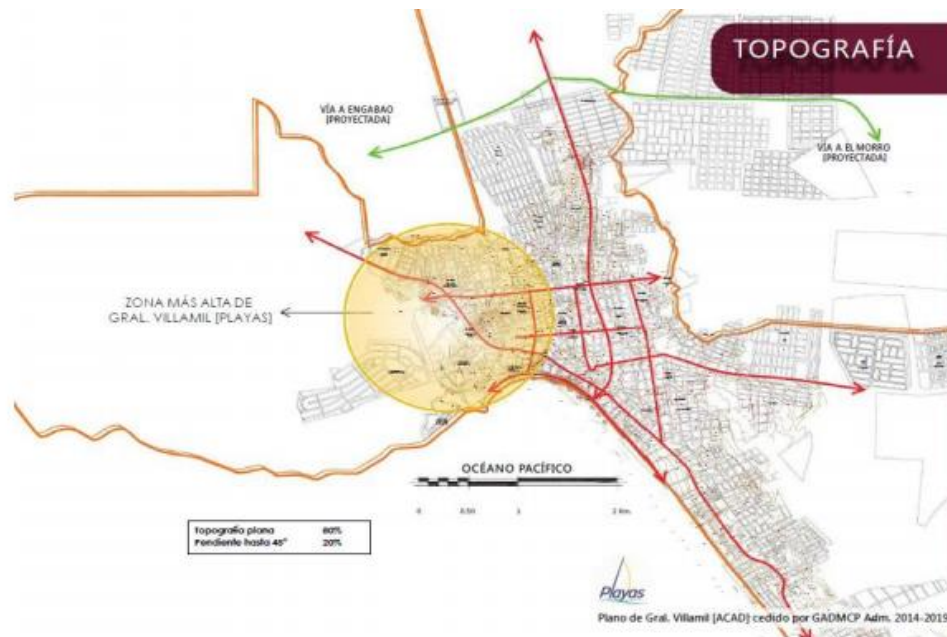 TOPOGRAFÍA
VÍA A ENGABAO
[PROYECTADA]
VÍA A EL MORRO
[PROYECTADA]
ZONA MÁS ALTA DE
GRAL. VILLAMIL [PLAYAS]
OCÉANO PACÍFICO
0 0.50 1 2 Km.
Topografía plana 80%
Pendiente hasta 45° 20%
Playas
Plano de Gral. Villamil [ACAD] cedido por GADMCP Adm. 2014-2019